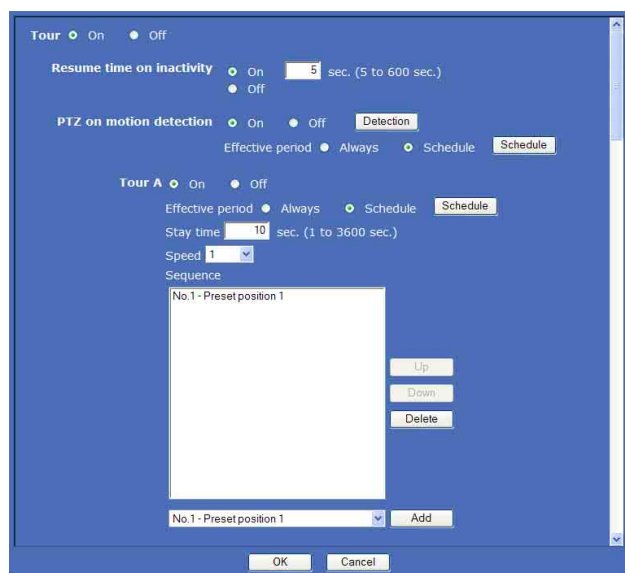 Tour On Off
Resume time on inactivity On 5 sec. (5 to 600 sec.)
Off
PTZ on motion detection On Off Detection
Effective period Always Schedule Schedule
Tour A On Off
Effective period Always Schedule Schedule
Stay time 10 sec. (1 to 3600 sec.)
Speed 1
Sequence
No.1 - Preset position 1
Up
Down
Delete
No.1 - Preset position 1 Add
OK Cancel